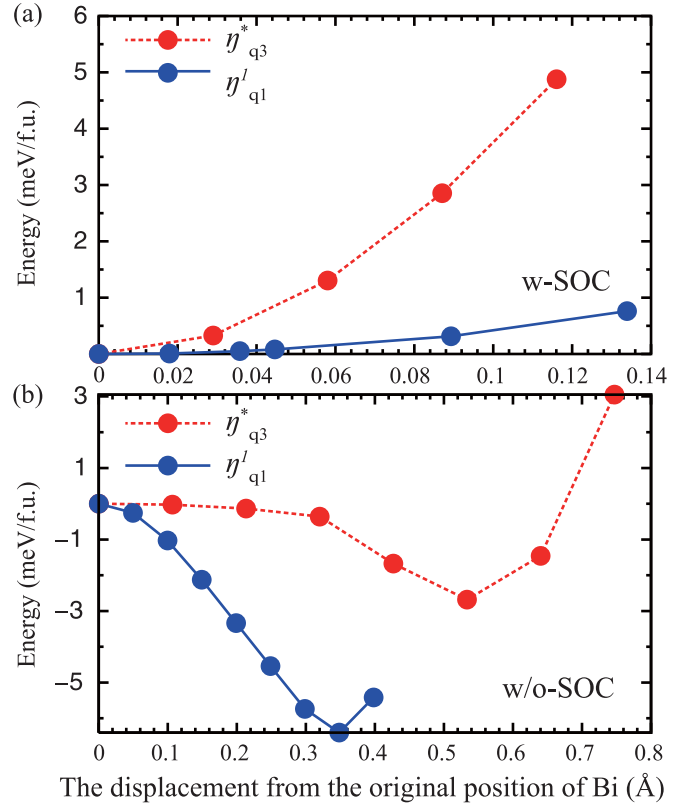 (a)
6
5
4
3
2
1
Energy (meV/f.u.)
η*q3
η1q1
w-SOC
0 0.02 0.04 0.06 0.08 0.1 0.12 0.14
(b)
3
1
−1
−3
−5
Energy (meV/f.u.)
η*q3
η1q1
w/o-SOC
0 0.1 0.2 0.3 0.4 0.5 0.6 0.7 0.8
The displacement from the original position of Bi (Å)